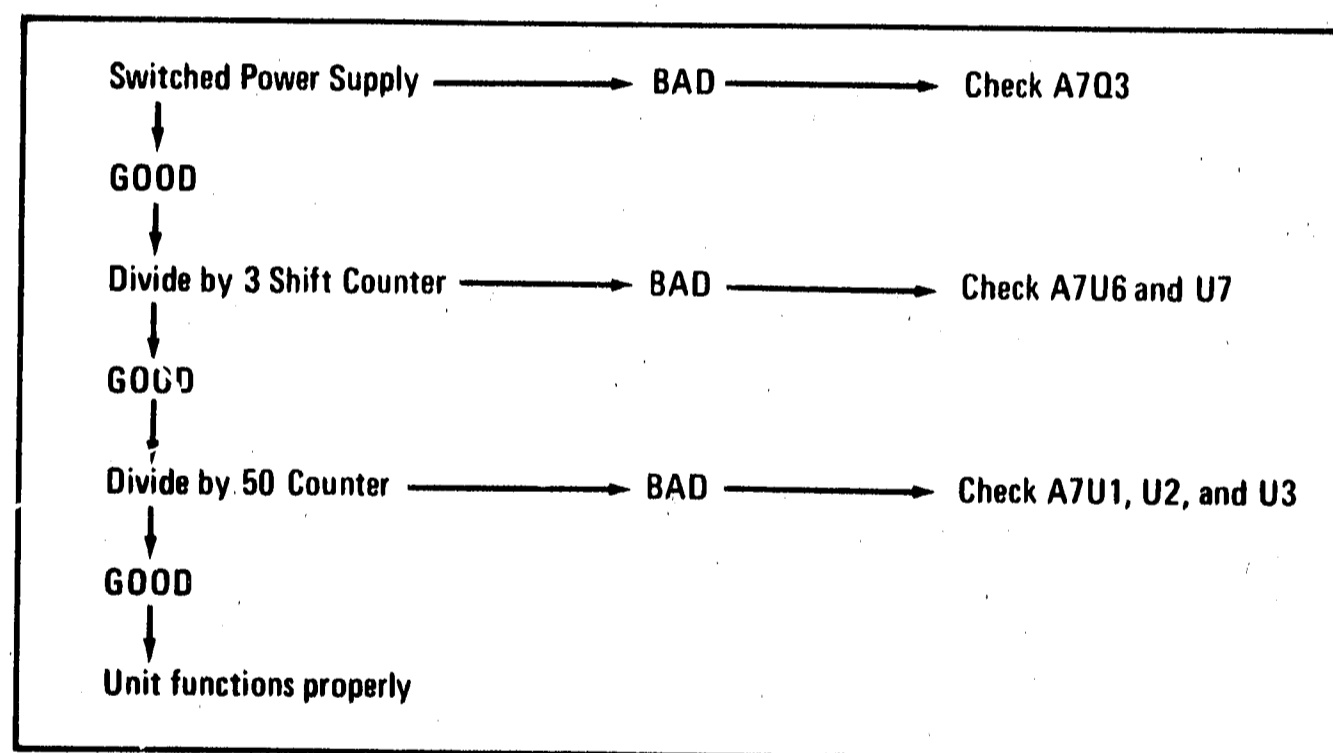 Switched Power Supply BAD Check A7Q3
GOOD
Divide by 3 Shift Counter BAD Check A7U6 and U7
GOOD
Divide by 50 Counter BAD Check A7U1, U2, and U3
GOOD
Unit functions properly